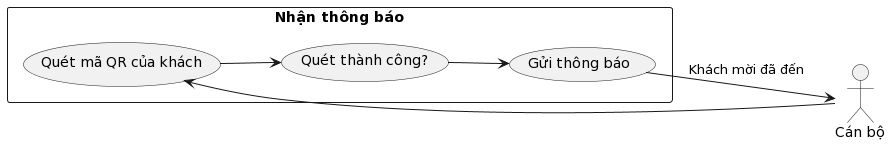 Nhận thông báo
Quét mã QR của khách
Quét thành công?
Gửi thông báo
Khách mời đã đến
Cán bộ